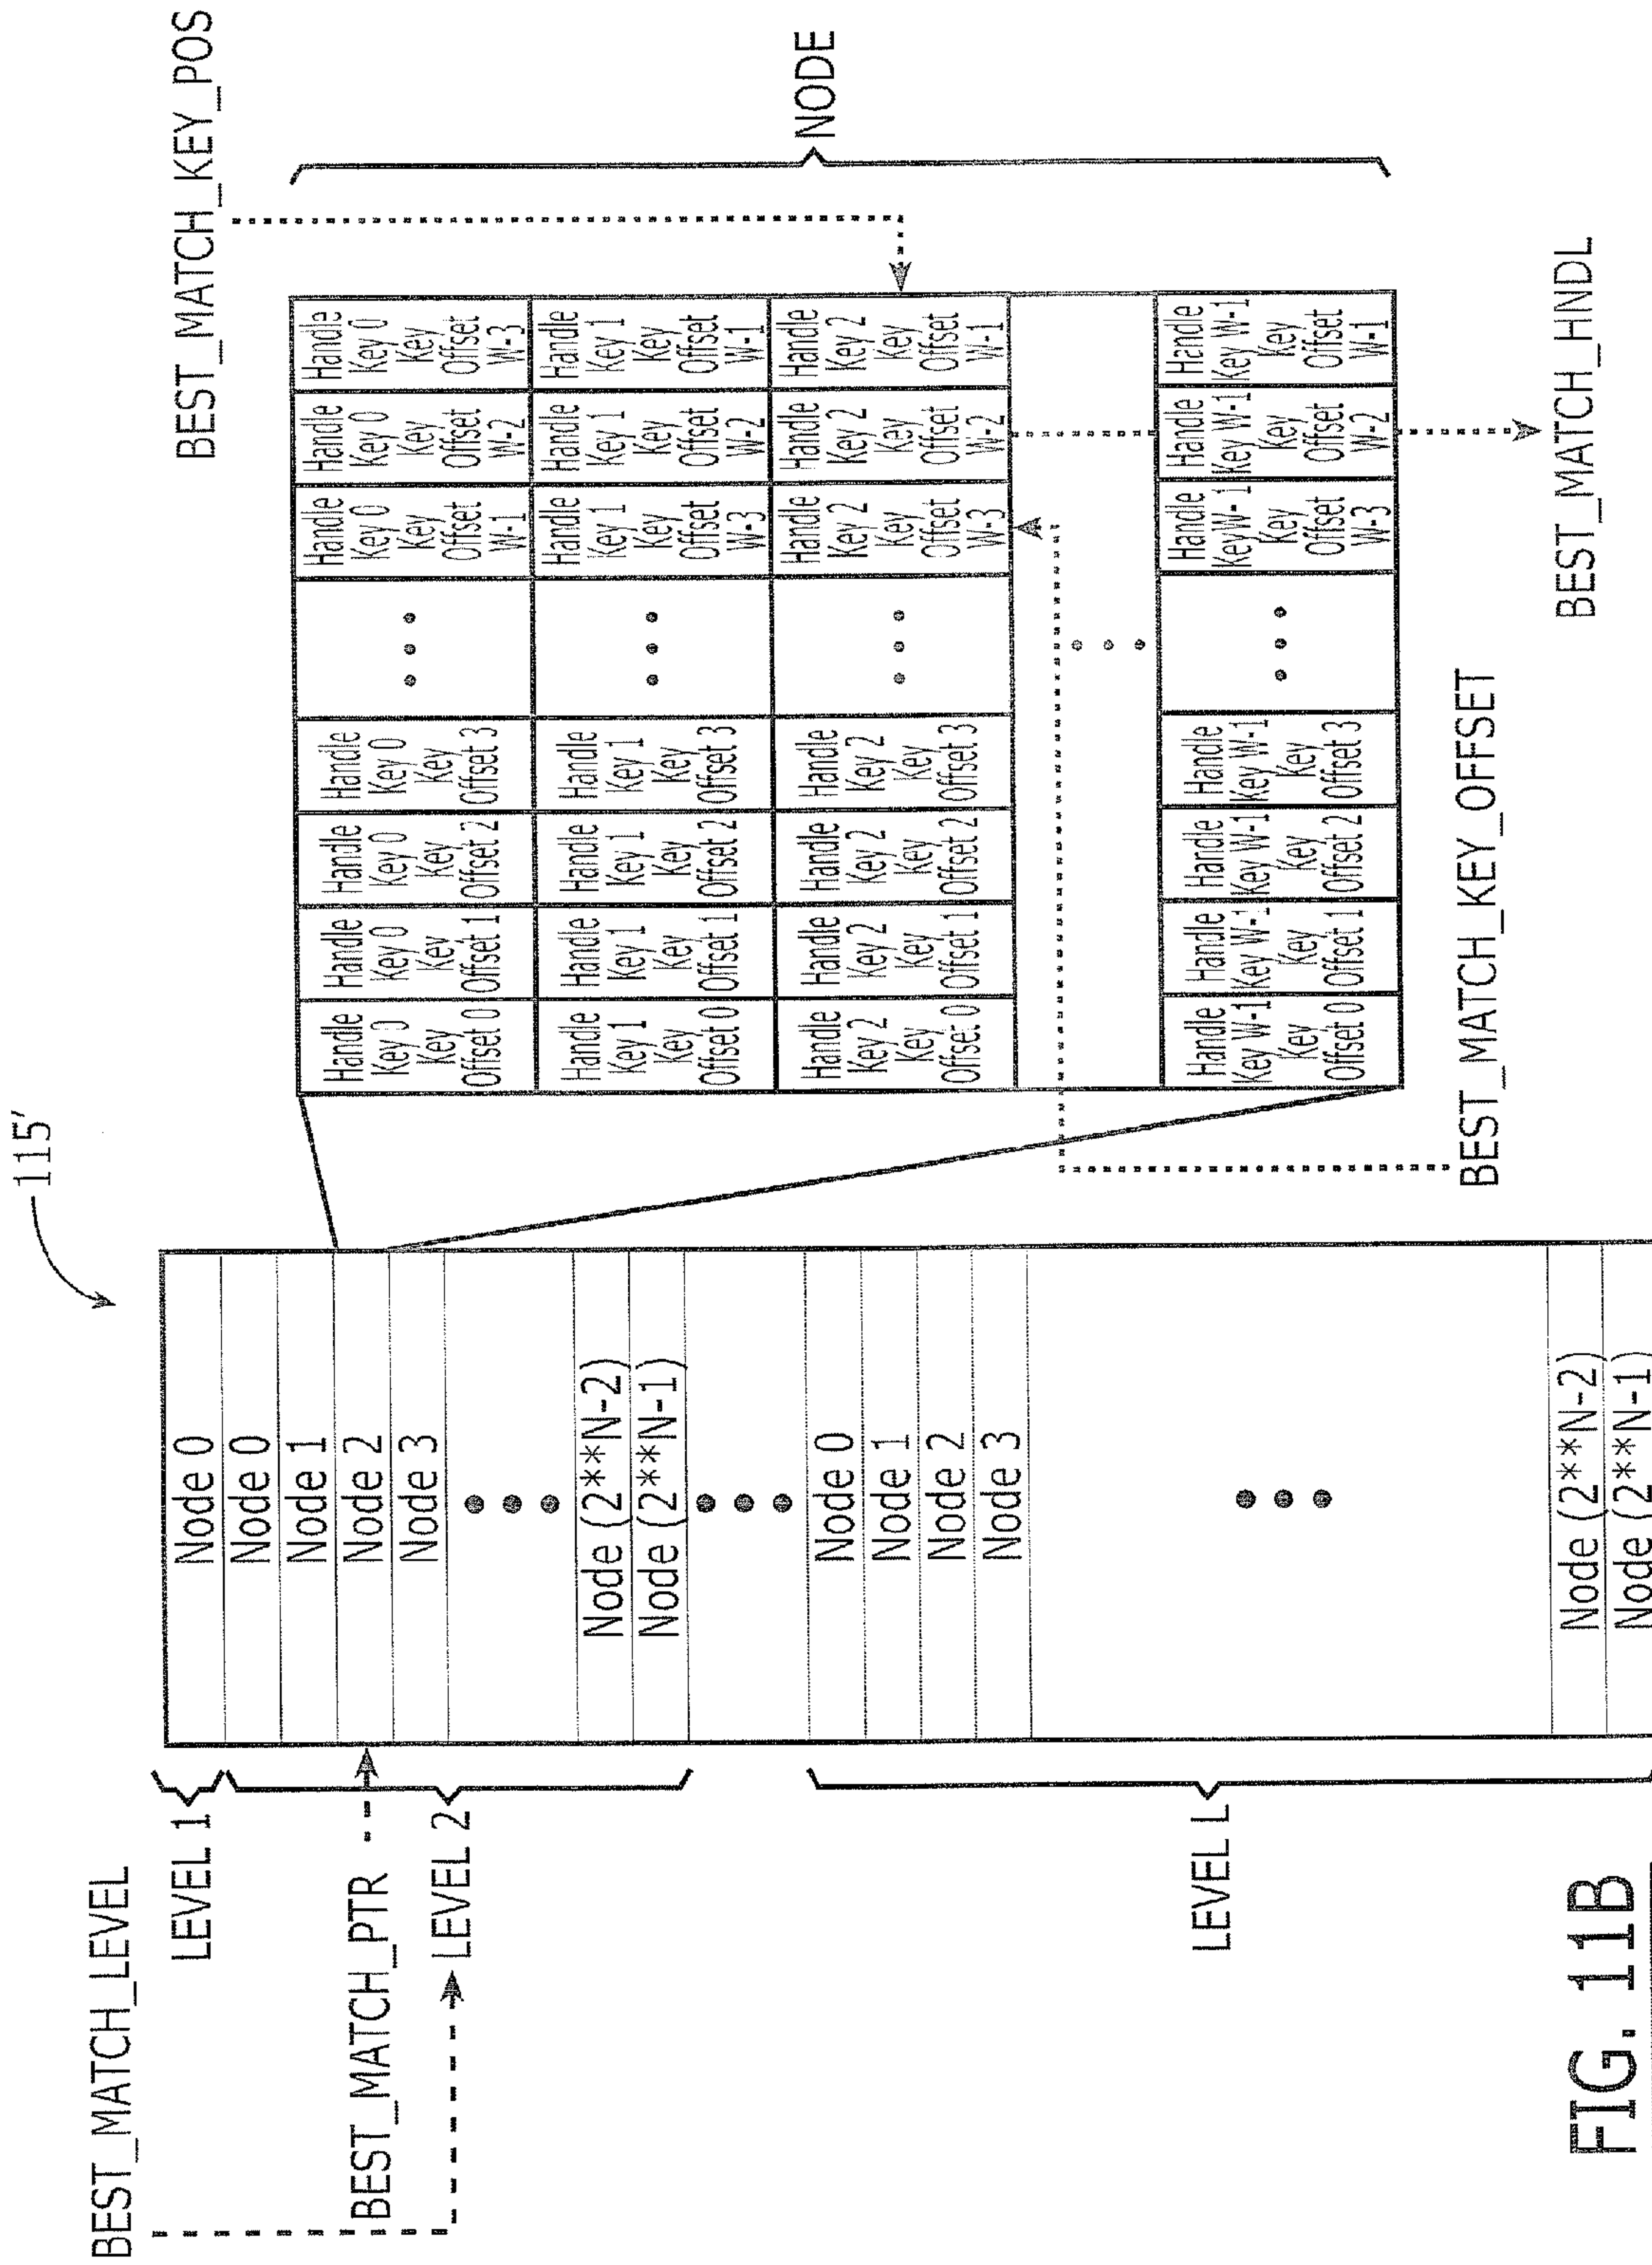 115'
BEST_MATCH_LEVEL
LEVEL 1
BEST_MATCH_PTR
LEVEL 2
LEVEL L
Node 0
Node 0
Node 1
Node 2
Node 3
Node (2**N-2)
Node (2**N-1)
Node 0
Node 1
Node 2
Node 3
Node (2**N-2)
Node (2**N-1)
BEST_MATCH_KEY_POS
Handle
Key 0
Key
Offset 0
Handle
Key 0
Key
Offset 1
Handle
Key 0
Key
Offset 2
Handle
Key 0
Key
Offset 3
Handle
Key 0
Key
Offset
W-1
Handle
Key 0
Key
Offset
W-2
Handle
Key 0
Key
Offset
W-3
Handle
Key 1
Key
Offset 0
Handle
Key 1
Key
Offset 1
Handle
Key 1
Key
Offset 2
Handle
Key 1
Key
Offset 3
Handle
Key 1
Key
Offset
W-3
Handle
Key 1
Key
Offset
W-2
Handle
Key 1
Key
Offset
W-1
Handle
Key 2
Key
Offset 0
Handle
Key 2
Key
Offset 1
Handle
Key 2
Key
Offset 2
Handle
Key 2
Key
Offset 3
Handle
Key 2
Key
Offset
W-3
Handle
Key 2
Key
Offset
W-2
Handle
Key 2
Key
Offset
W-1
Handle
Key W-1
Key
Offset 0
Handle
Key W-1
Key
Offset 1
Handle
Key W-1
Key
Offset 2
Handle
Key W-1
Key
Offset 3
Handle
KeyW-1
Key
Offset
W-3
Handle
Key W-1
Key
Offset
W-2
Handle
Key W-1
Key
Offset
W-1
NODE
BEST_MATCH_KEY_OFFSET
BEST_MATCH_HNDL
FIG. 11B